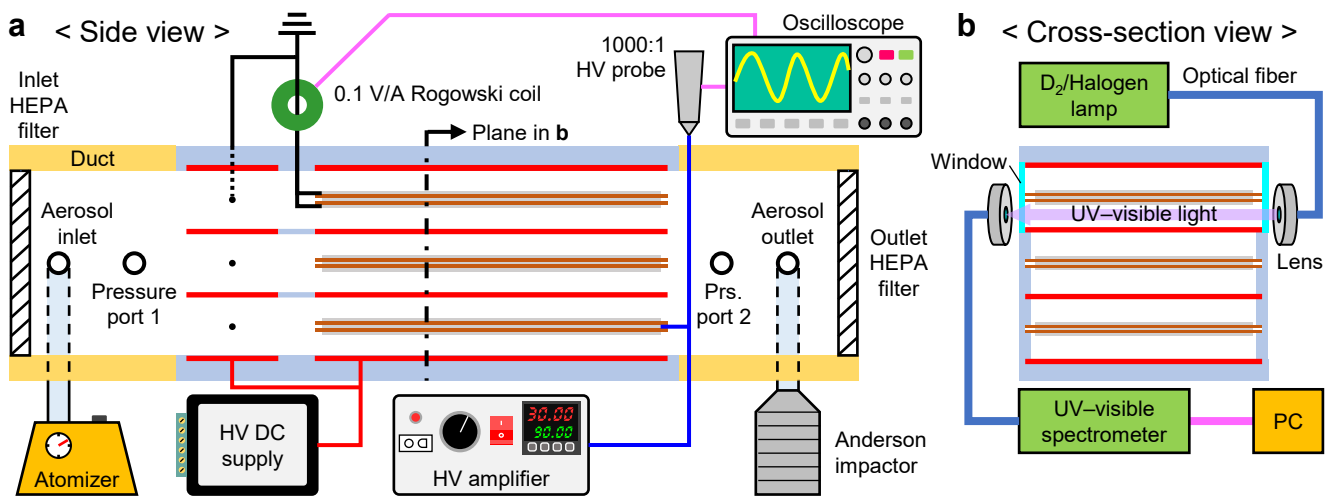 a < Side view >
Inlet
HEPA
filter
Duct
0.1 V/A Rogowski coil
1000:1
HV probe
Oscilloscope
Plane in b
Aerosol
inlet
Pressure
port 1
Aerosol
outlet
Prs.
port 2
Outlet
HEPA
filter
Atomizer
HV DC
supply
30.00
90.00
HV amplifier
Anderson
impactor
b < Cross-section view >
D₂/Halogen
lamp
Optical fiber
Window
UV–visible light
Lens
UV–visible
spectrometer
PC